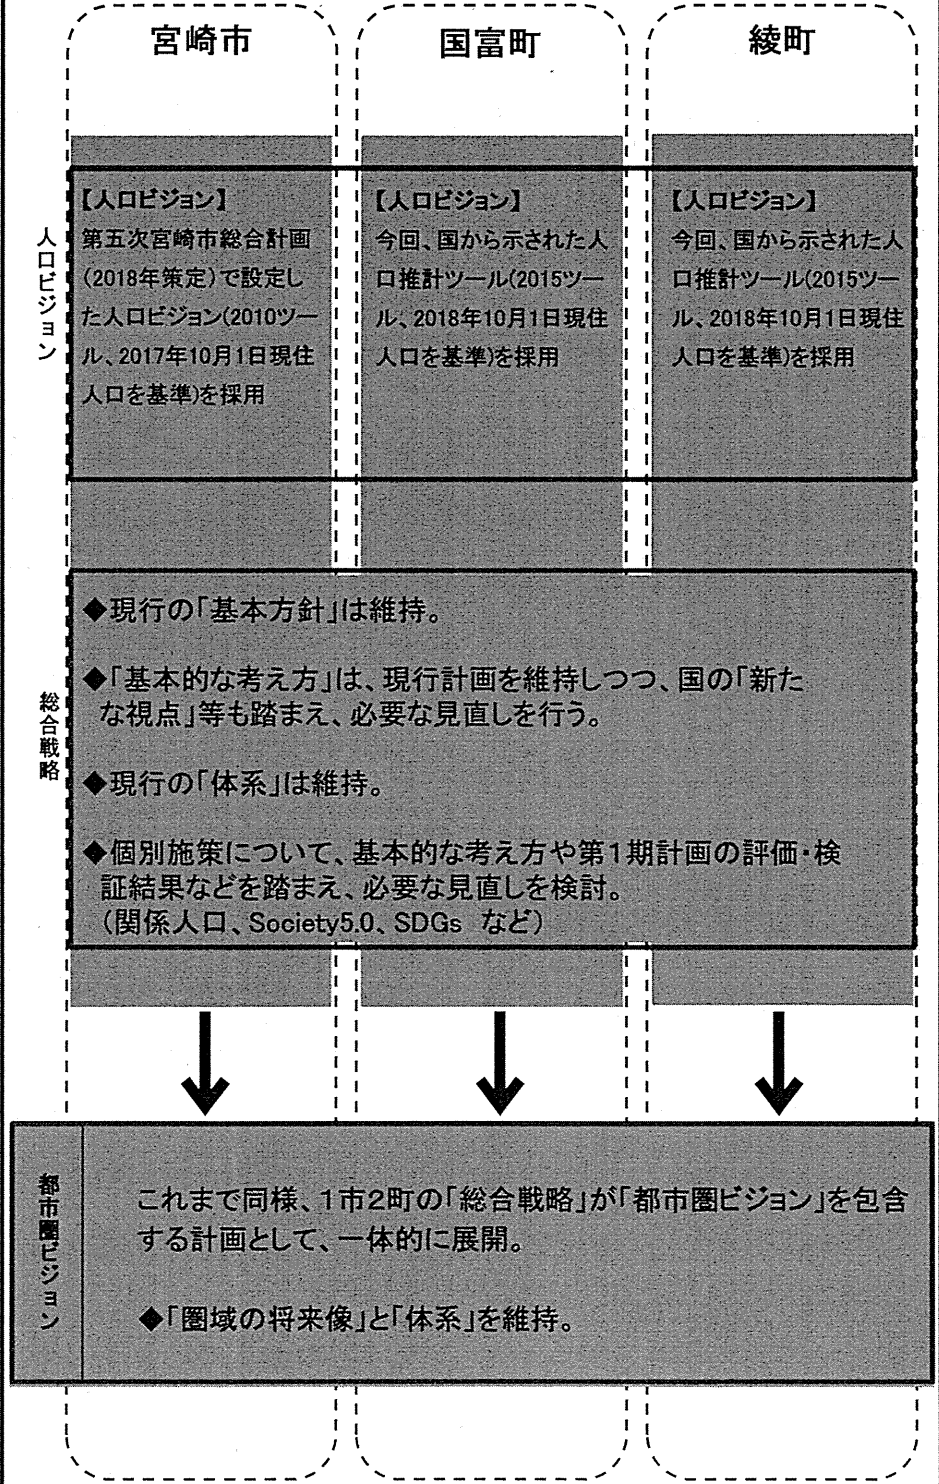 宮崎市
国富町
綾町
人口ビジョン
【人口ビジョン】
第五次宮崎市総合計画
(2018年策定)で設定し
た人口ビジョン(2010ツー
ル、2017年10月1日現住
人口を基準)を採用
【人口ビジョン】
今回、国から示された人
口推計ツール(2015ツー
ル、2018年10月1日現住
人口を基準)を採用
【人口ビジョン】
今回、国から示された人
口推計ツール(2015ツー
ル、2018年10月1日現住
人口を基準)を採用
総合戦略
◆現行の「基本方針」は維持。
◆「基本的な考え方」は、現行計画を維持しつつ、国の「新た
な視点」等も踏まえ、必要な見直しを行う。
◆現行の「体系」は維持。
◆個別施策について、基本的な考え方や第1期計画の評価・検
証結果などを踏まえ、必要な見直しを検討。
(関係人口、Society5.0、SDGs など)
都市圏ビジョン
これまで同様、1市2町の「総合戦略」が「都市圏ビジョン」を包含
する計画として、一体的に展開。
◆「圏域の将来像」と「体系」を維持。